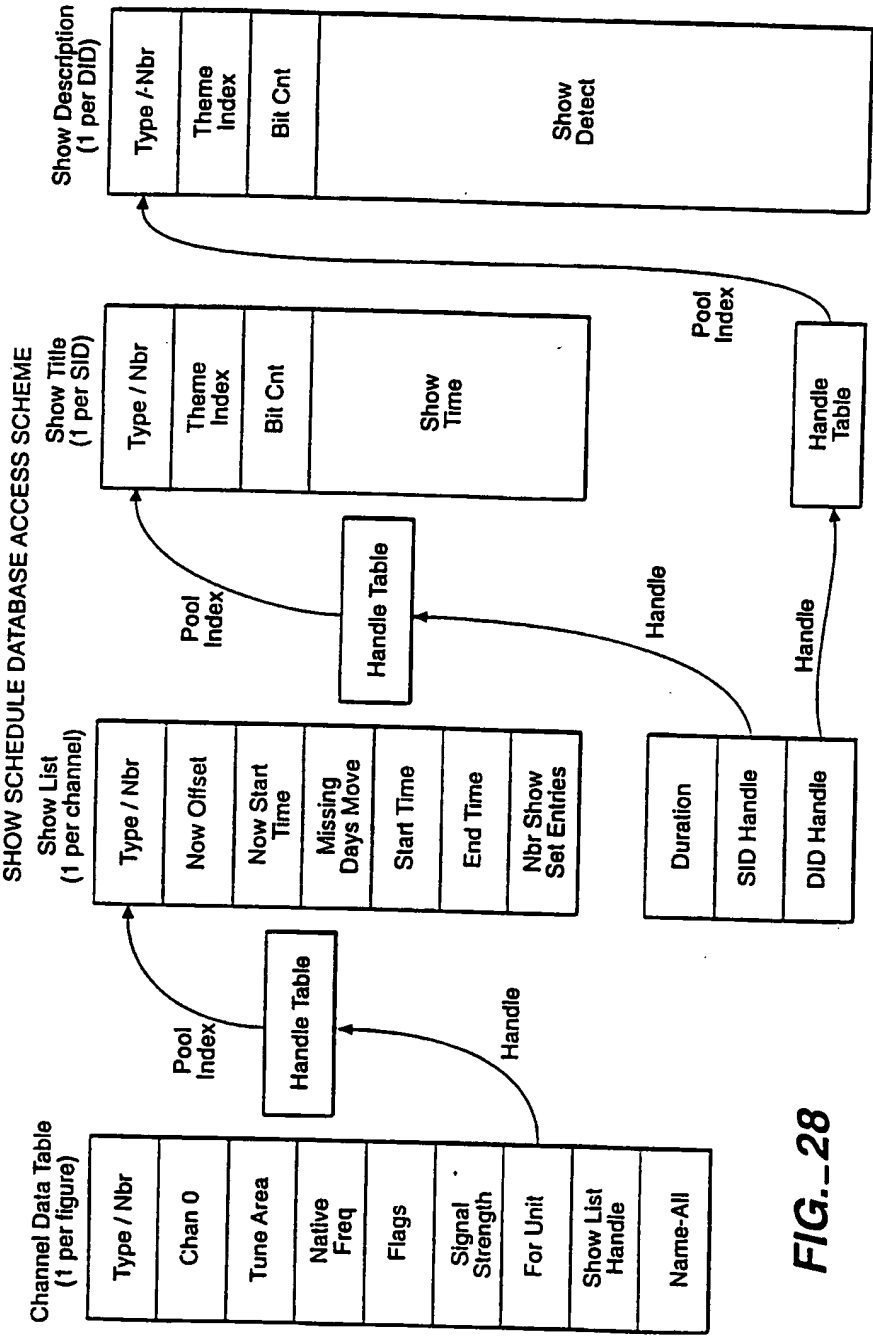 SHOW SCHEDULE DATABASE ACCESS SCHEME
Channel Data Table
(1 per figure)
Type / Nbr
Chan 0
Tune Area
Native
Freq
Flags
Signal
Strength
For Unit
Show List
Handle
Name-All
Handle
Handle Table
Pool
Index
Show List
(1 per channel)
Type / Nbr
Now Offset
Now Start
Time
Missing
Days Move
Start Time
End Time
Nbr Show
Set Entries
Duration
SID Handle
DID Handle
Handle
Handle Table
Pool
Index
Show Title
(1 per SID)
Type / Nbr
Theme
Index
Bit Cnt
Show
Time
Handle
Handle
Table
Pool
Index
Show Description
(1 per DID)
Type /-Nbr
Theme
Index
Bit Cnt
Show
Detect
FIG._28